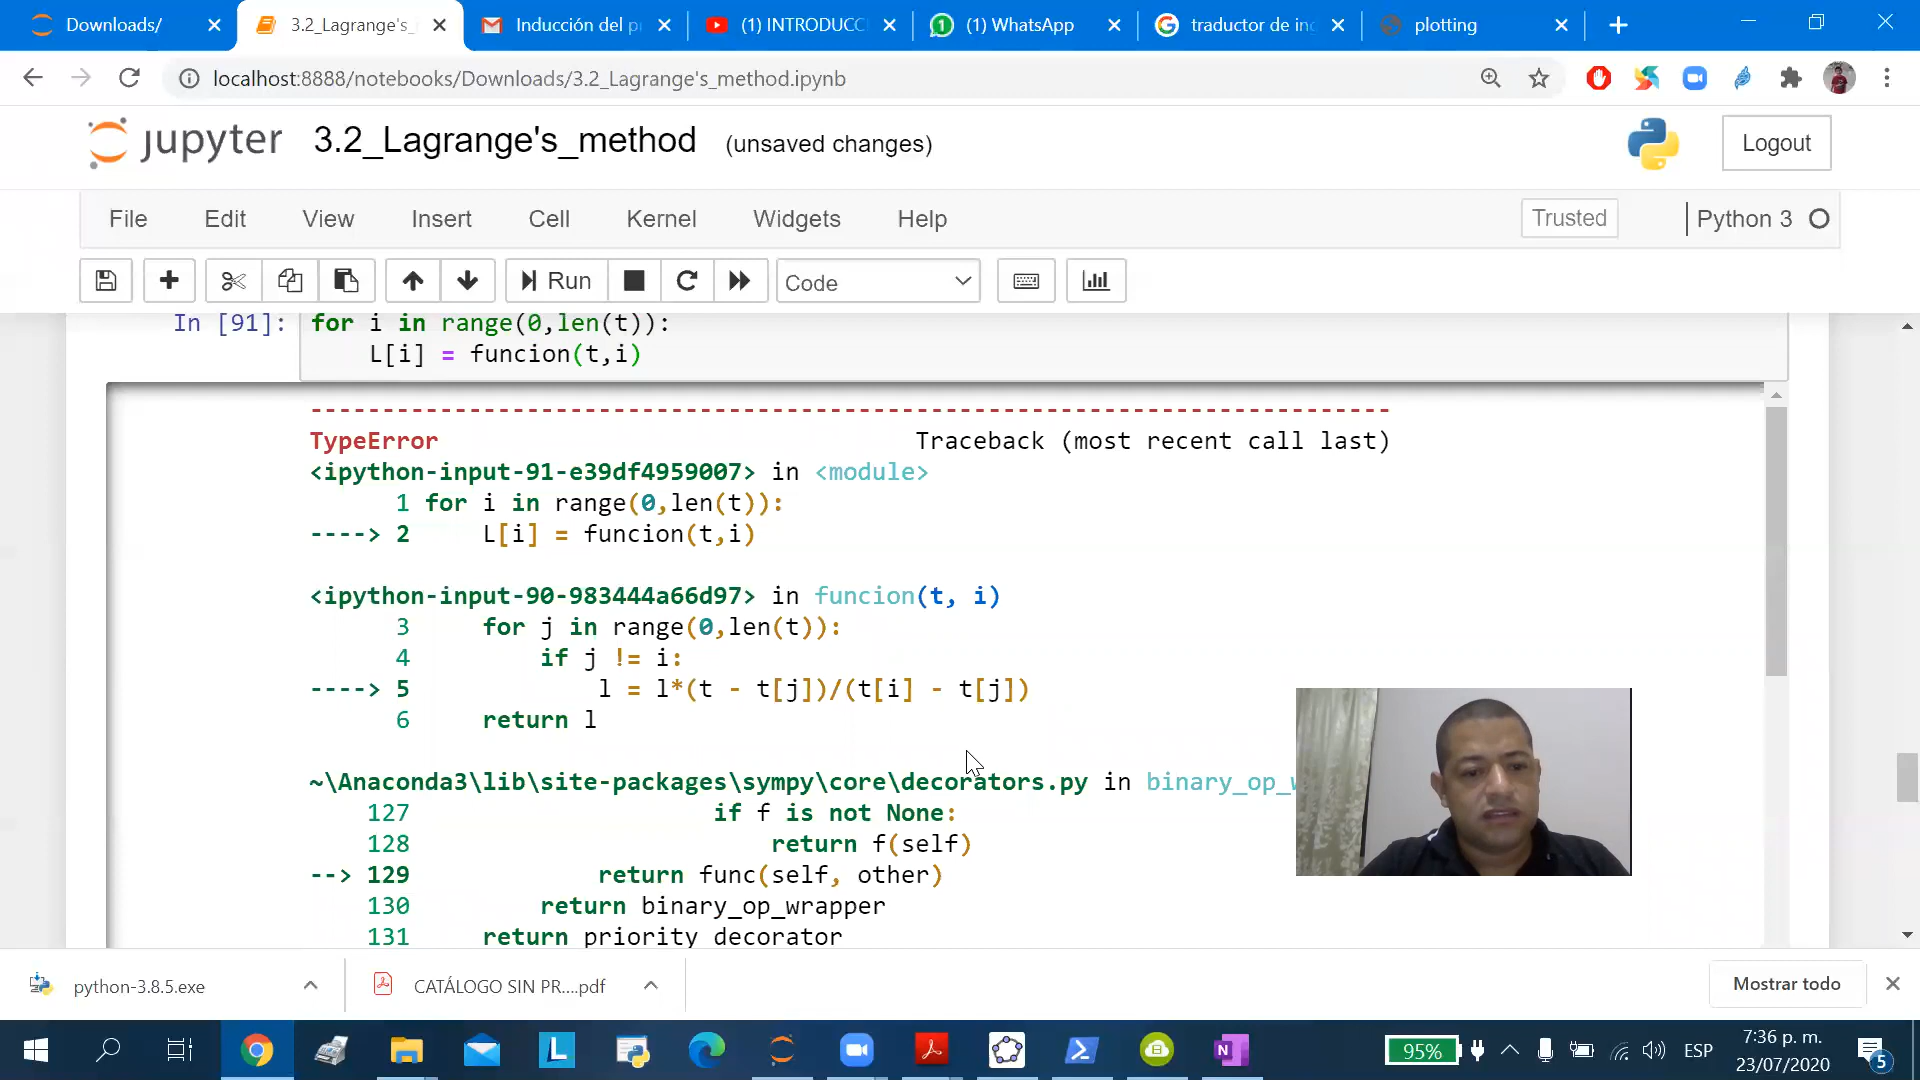 Downloads/
3.2_Lagrange's_
Inducción del p
(1) INTRODUCC
(1) WhatsApp
traductor de in
plotting
localhost:8888/notebooks/Downloads/3.2_Lagrange's_method.ipynb
jupyter 3.2_Lagrange's_method (unsaved changes)
Logout
File Edit View Insert Cell Kernel Widgets Help
Trusted
Python 3
Run
Code
In [91]: for i in range(0,len(t)):
L[i] = funcion(t,i)
---------------------------------------------------------------------------
TypeError Traceback (most recent call last)
<ipython-input-91-e39df4959007> in <module>
1 for i in range(0,len(t)):
----> 2 L[i] = funcion(t,i)
<ipython-input-90-983444a66d97> in funcion(t, i)
3 for j in range(0,len(t)):
4 if j != i:
----> 5 l = l*(t - t[j])/(t[i] - t[j])
6 return l
~\Anaconda3\lib\site-packages\sympy\core\decorators.py in binary_op_w
127 if f is not None:
128 return f(self)
--> 129 return func(self, other)
130 return binary_op_wrapper
131 return priority_decorator
python-3.8.5.exe
CATÁLOGO SIN PR....pdf
Mostrar todo
95%
ESP
7:36 p. m.
23/07/2020
5